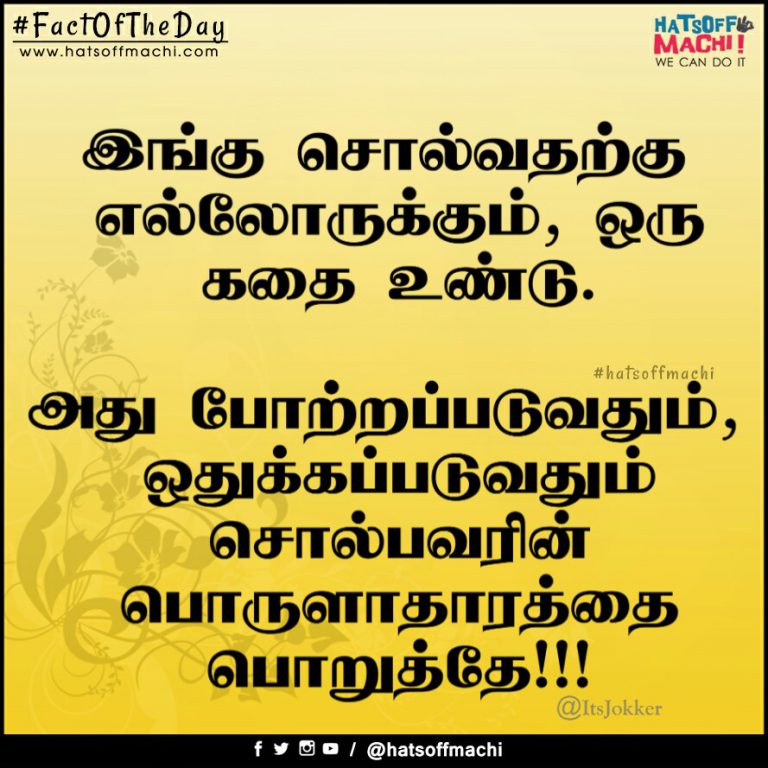 #FactOfTheDay
www.hatsoffmachi.com
HATSOFF
MACHI!
WE CAN DO IT
இங்கு சொல்வதற்கு
எல்லோருக்கும், ஒரு
கதை உண்டு.
#hatsoffmachi
அது போற்றப்படுவதும்,
ஒதுக்கப்படுவதும்
சொல்பவரின்
பொருளாதாரத்தை
பொறுத்தே!!!
@ItsJokker
/ @hatsoffmachi